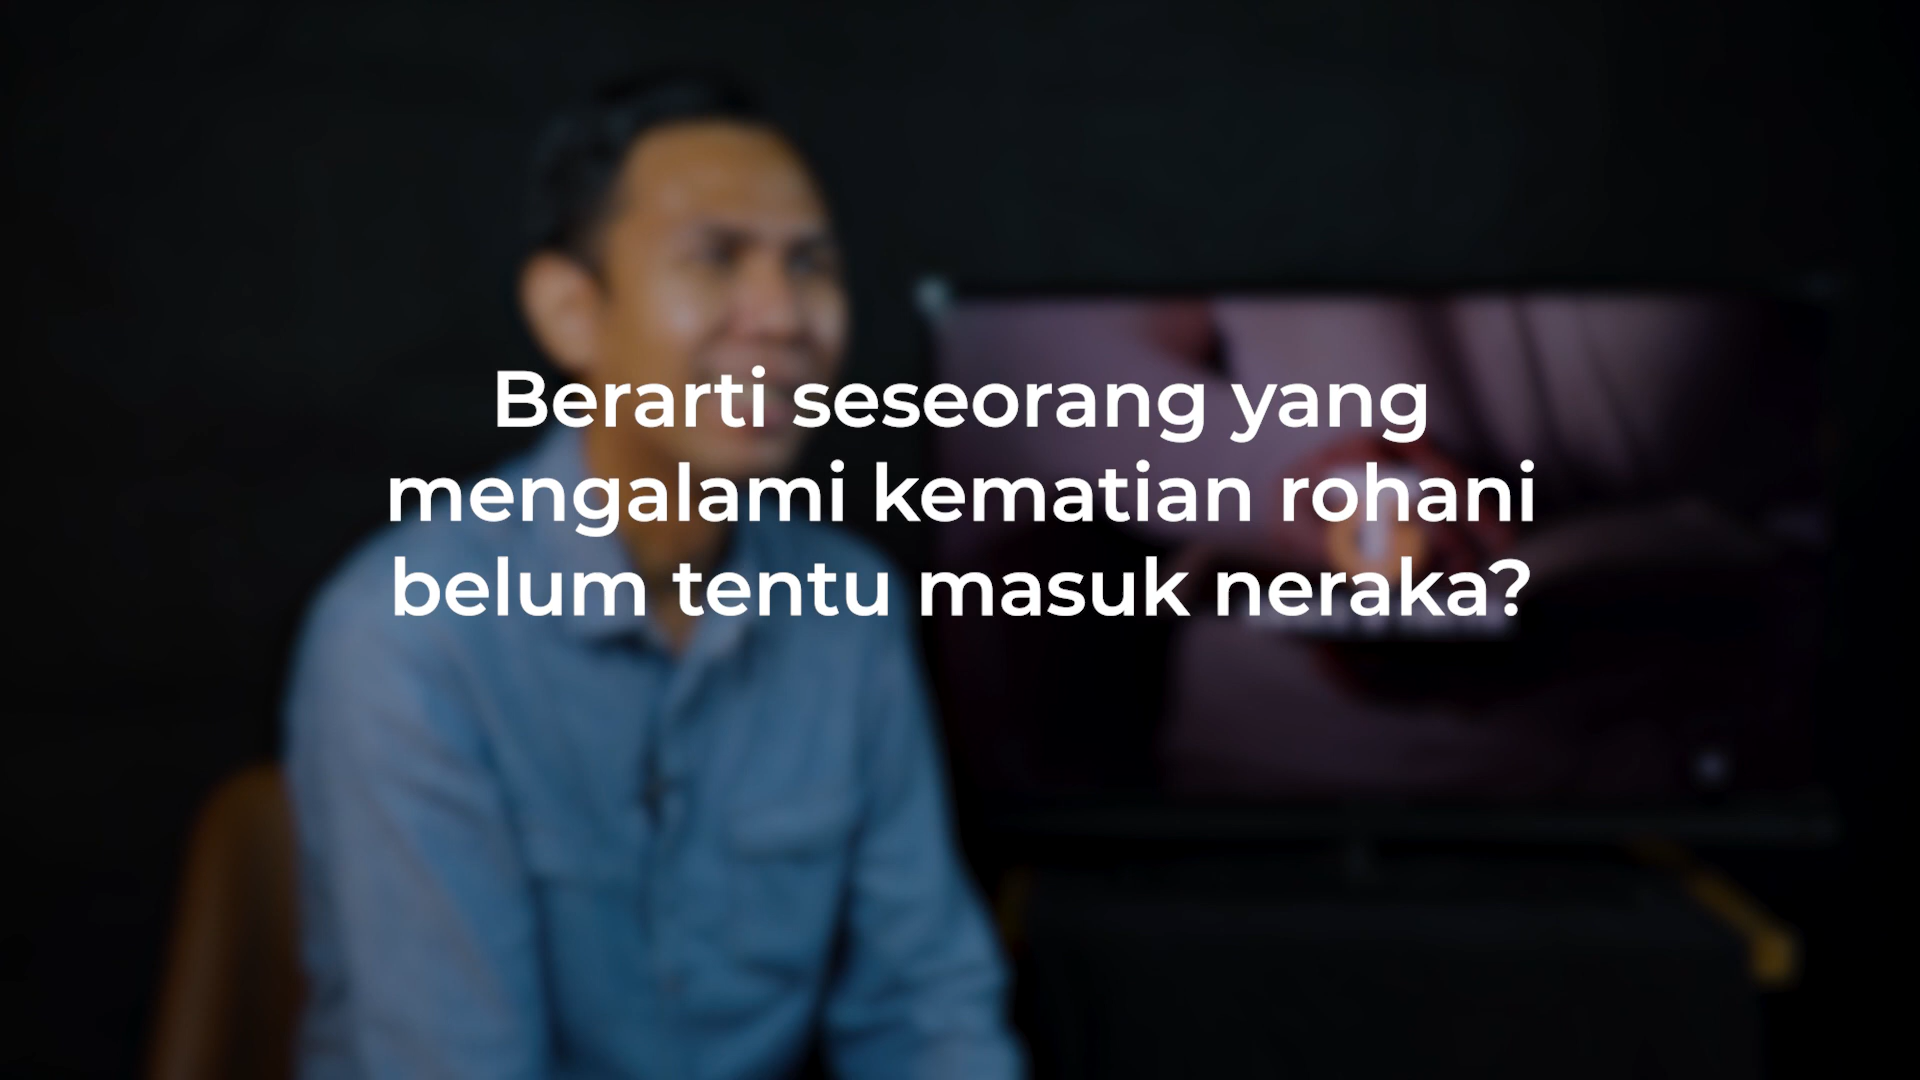 Berarti seseorang yang
mengalami kematian rohani
belum tentu masuk neraka?